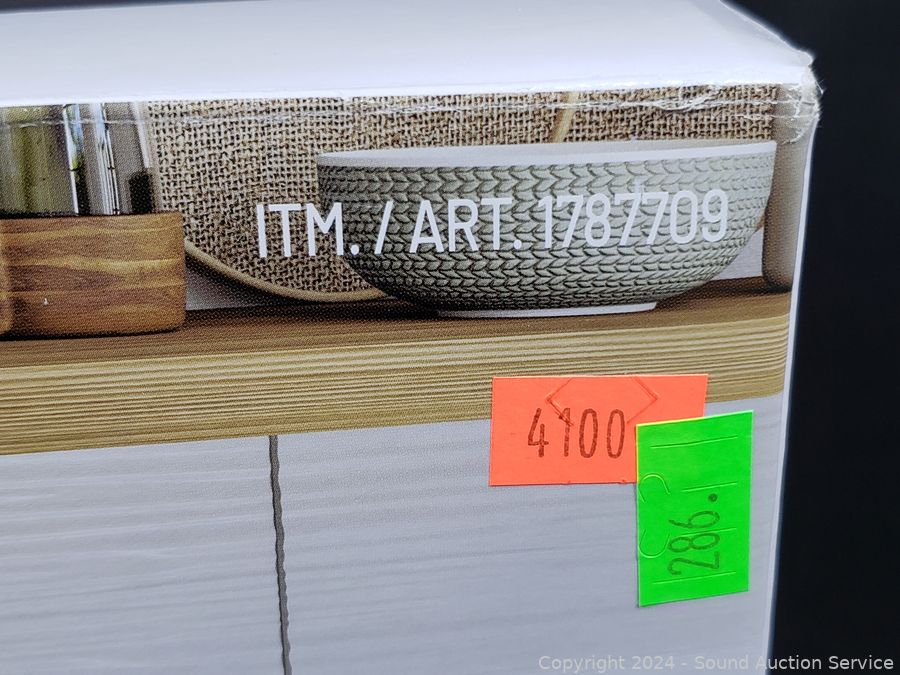 ITM. / ART. 1787709
4100
286.
Copyright 2024 - Sound Auction Service